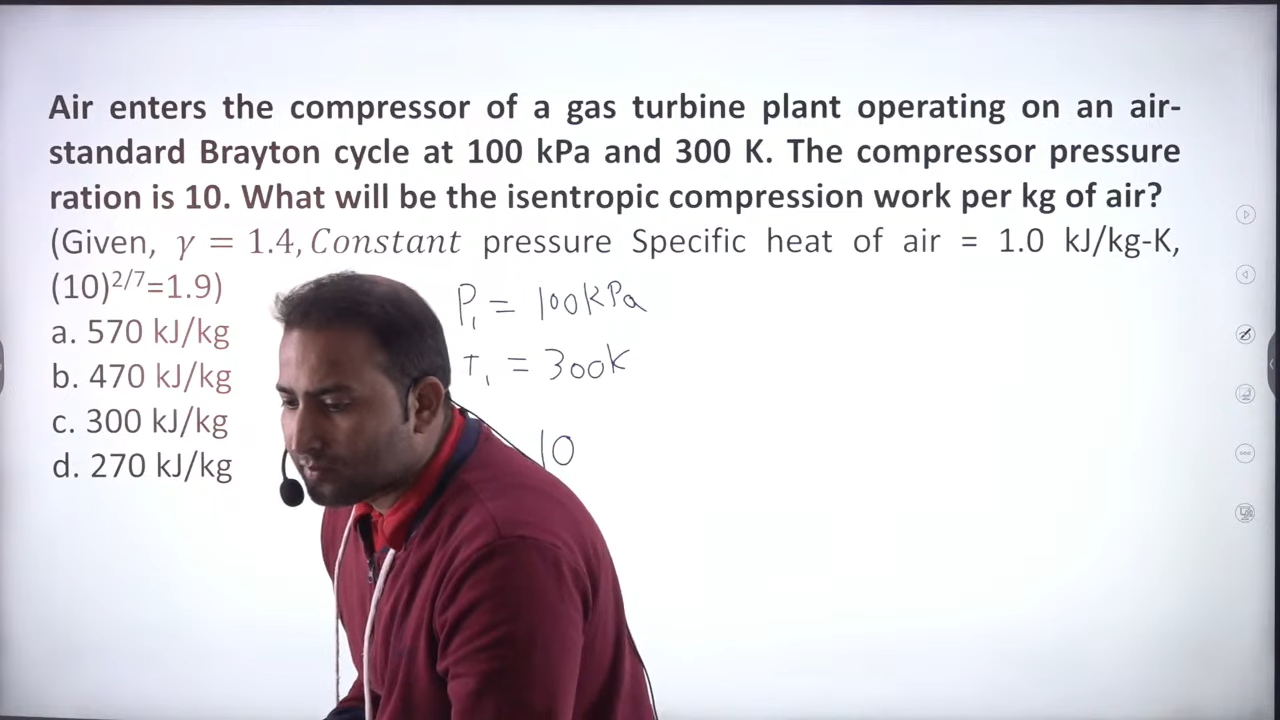 Air enters the compressor of a gas turbine plant operating on an air-
standard Brayton cycle at 100 kPa and 300 K. The compressor pressure
ration is 10. What will be the isentropic compression work per kg of air?
(Given, γ = 1.4, Constant pressure Specific heat of air = 1.0 kJ/kg-K,
(10)^{2/7}=1.9)
a. 570 kJ/kg
b. 470 kJ/kg
c. 300 kJ/kg
d. 270 kJ/kg
P₁ = 100kPa
T₁ = 300K
10